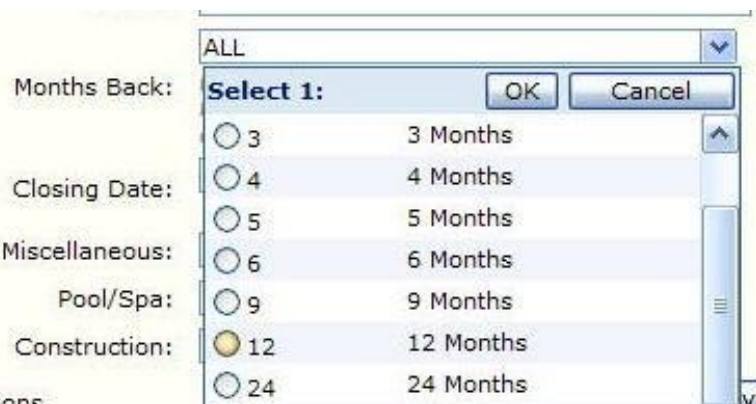 ALL
Months Back:
Select 1:
OK
Cancel
3 3 Months
4 4 Months
Closing Date:
5 5 Months
Miscellaneous:
6 6 Months
Pool/Spa:
9 9 Months
Construction:
12 12 Months
24 24 Months